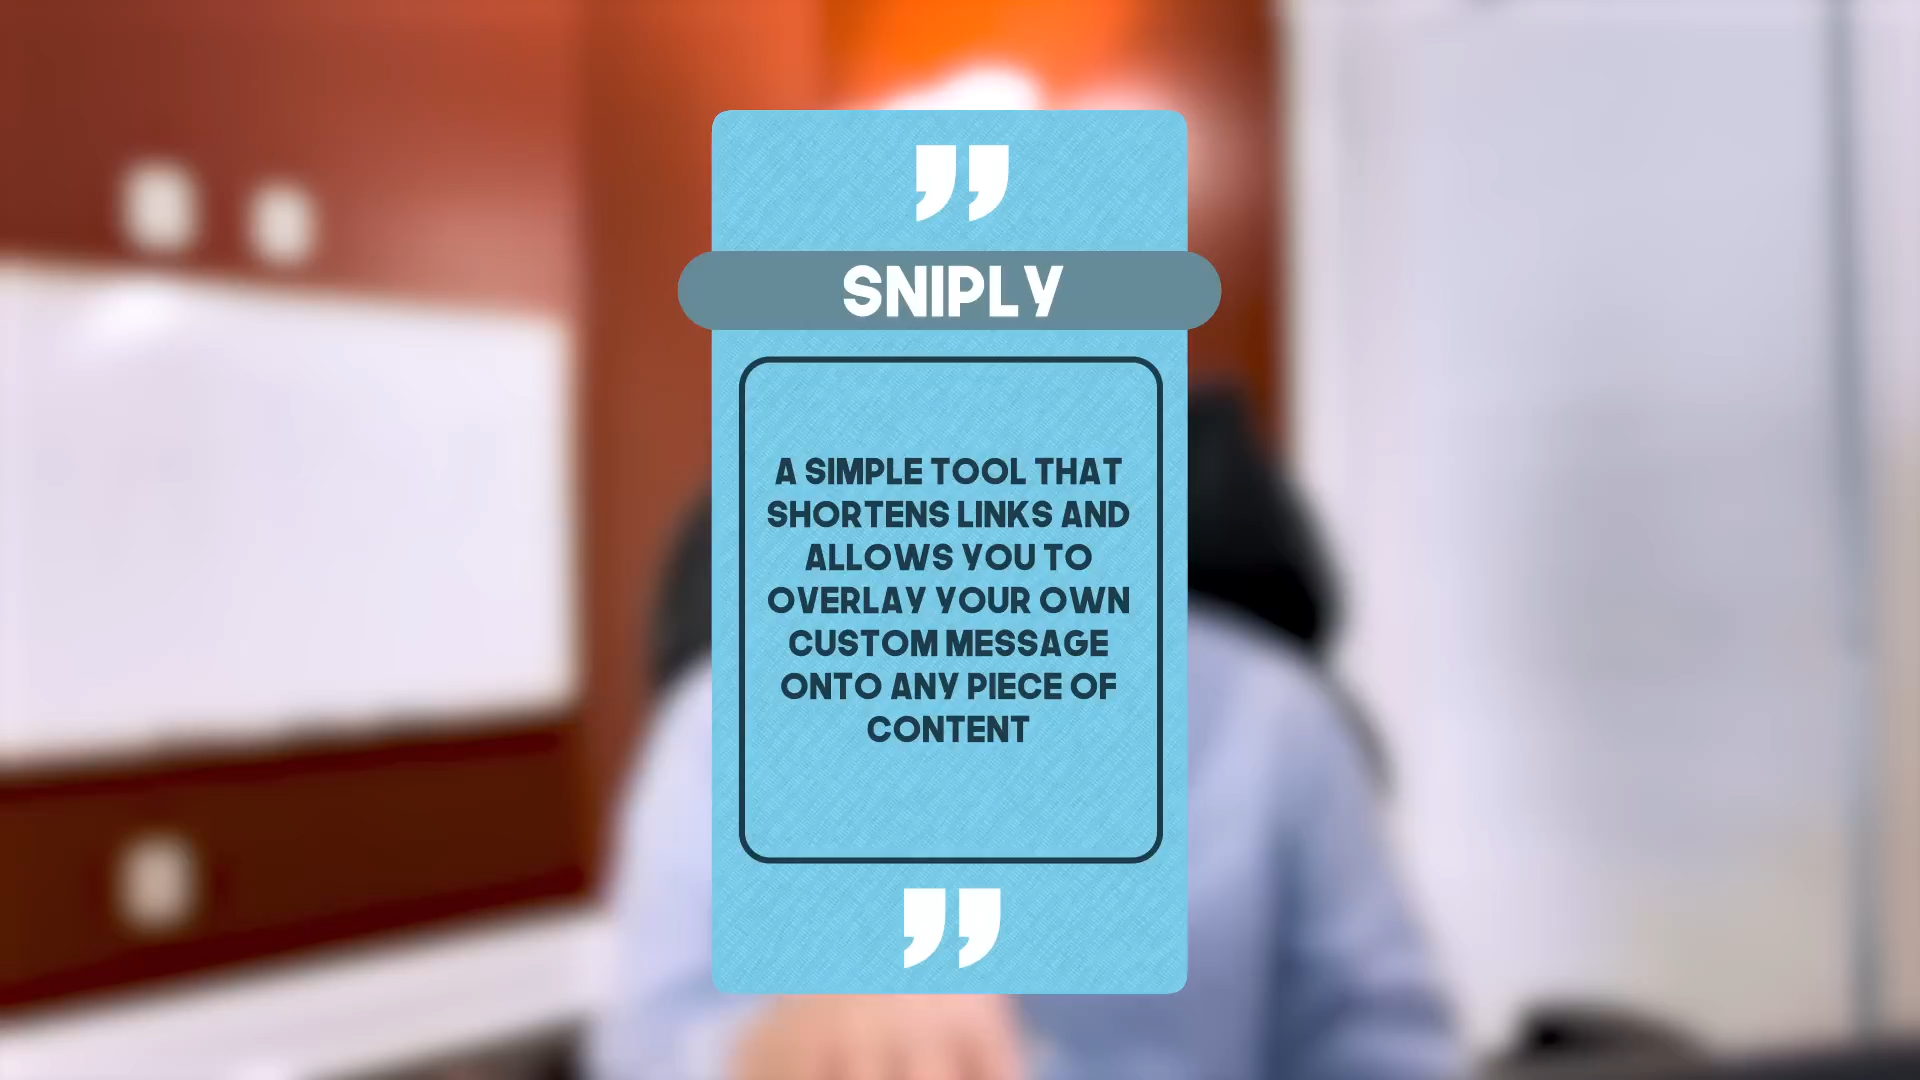 ”
SNIPLY
A SIMPLE TOOL THAT
SHORTENS LINKS AND
ALLOWS YOU TO
OVERLAY YOUR OWN
CUSTOM MESSAGE
ONTO ANY PIECE OF
CONTENT
”